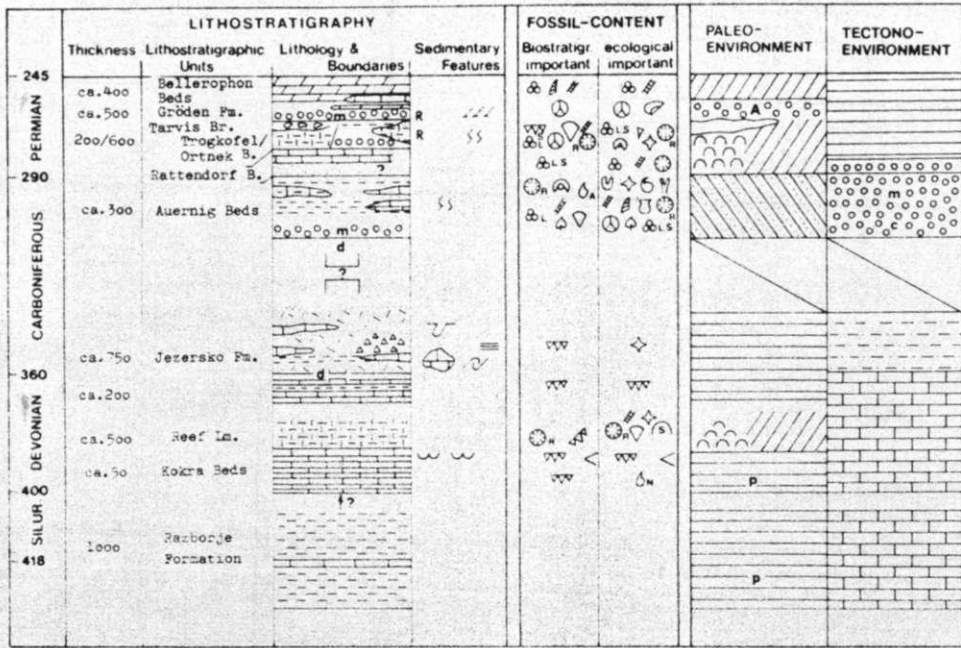 LITHOSTRATIGRAPHY
FOSSIL-CONTENT
PALEO-
ENVIRONMENT
TECTONO-
ENVIRONMENT
Thickness
Lithostratigraphic
Units
Lithology &
Boundaries
Sedimentary
Features
Biostratigr.
important
ecological
important
245
PERMIAN
ca.400
Bellerophon
Beds
ca.500
Gröden Fm.
m
R
A
Tarvis Br.
200/600
Trogkofel/
Ortnek B.
R
L
R
LS
R
?
LS
290
Rattendorf B.
R
A
m
CARBONIFEROUS
ca.300
Auernig Beds
L
R
m
LS
c
d
?
ca.750
Jezersko Fm.
360
d
ca.200
DEVONIAN
ca.500
Reef Lm.
R
R
S
ca.50
Kokra Beds
N
p
400
?
SILUR
1000
Razborje
Formation
418
p